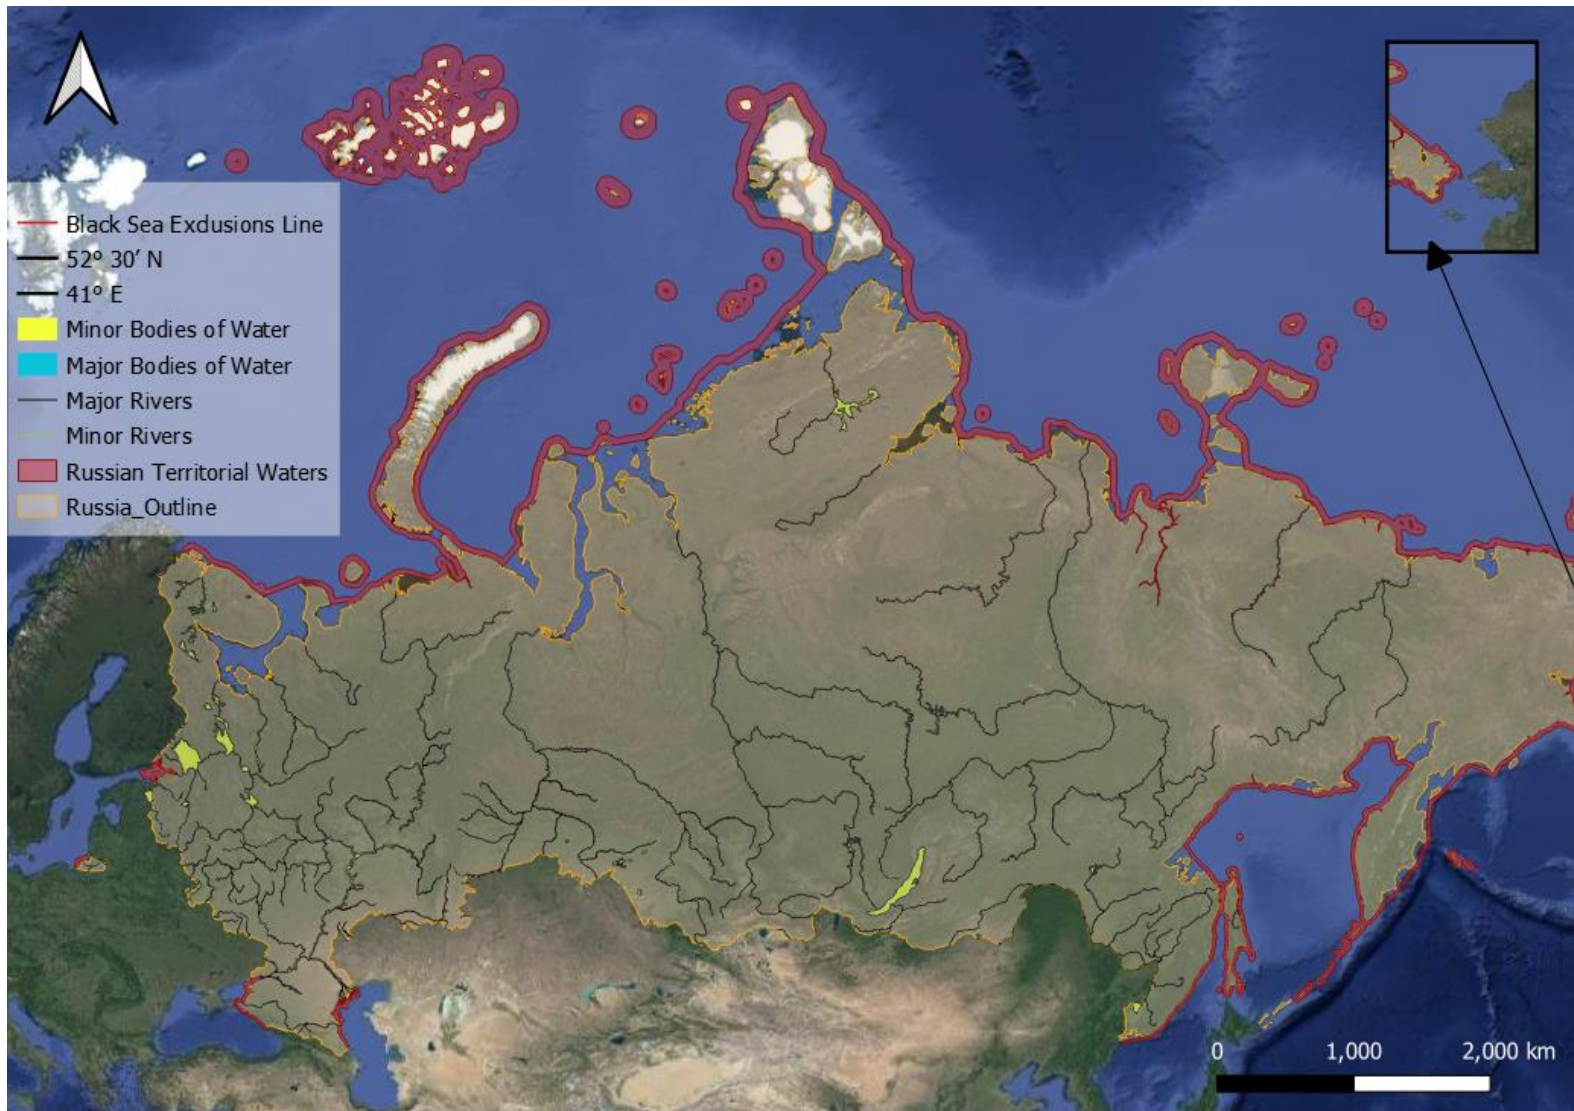 Black Sea Exclusions Line
52° 30′ N
41° E
Minor Bodies of Water
Major Bodies of Water
Major Rivers
Minor Rivers
Russian Territorial Waters
Russia_Outline
0 1,000 2,000 km